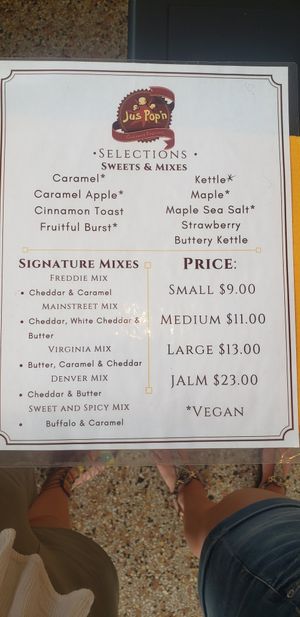 Jus Pop'n
•SELECTIONS •
SWEETS & MIXES
Caramel*
Caramel Apple*
Cinnamon Toast
Fruitful Burst*
Kettle*
Maple*
Maple Sea Salt*
Strawberry
Buttery Kettle
SIGNATURE MIXES
FREDDIE MIX
• Cheddar & Caramel
MAINSTREET MIX
• Cheddar, White Cheddar &
Butter
VIRGINIA MIX
• Butter, Caramel & Cheddar
DENVER MIX
• Cheddar & Butter
SWEET AND SPICY MIX
• Buffalo & Caramel
PRICE:
SMALL $9.00
MEDIUM $11.00
LARGE $13.00
JALM $23.00
*VEGAN